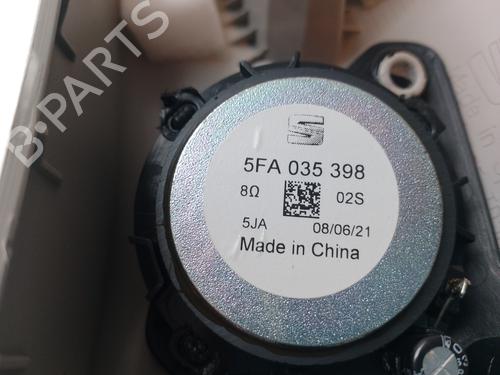 B-PARTS
5FA 035 398
8Ω 02S
5JA 08/06/21
Made in China